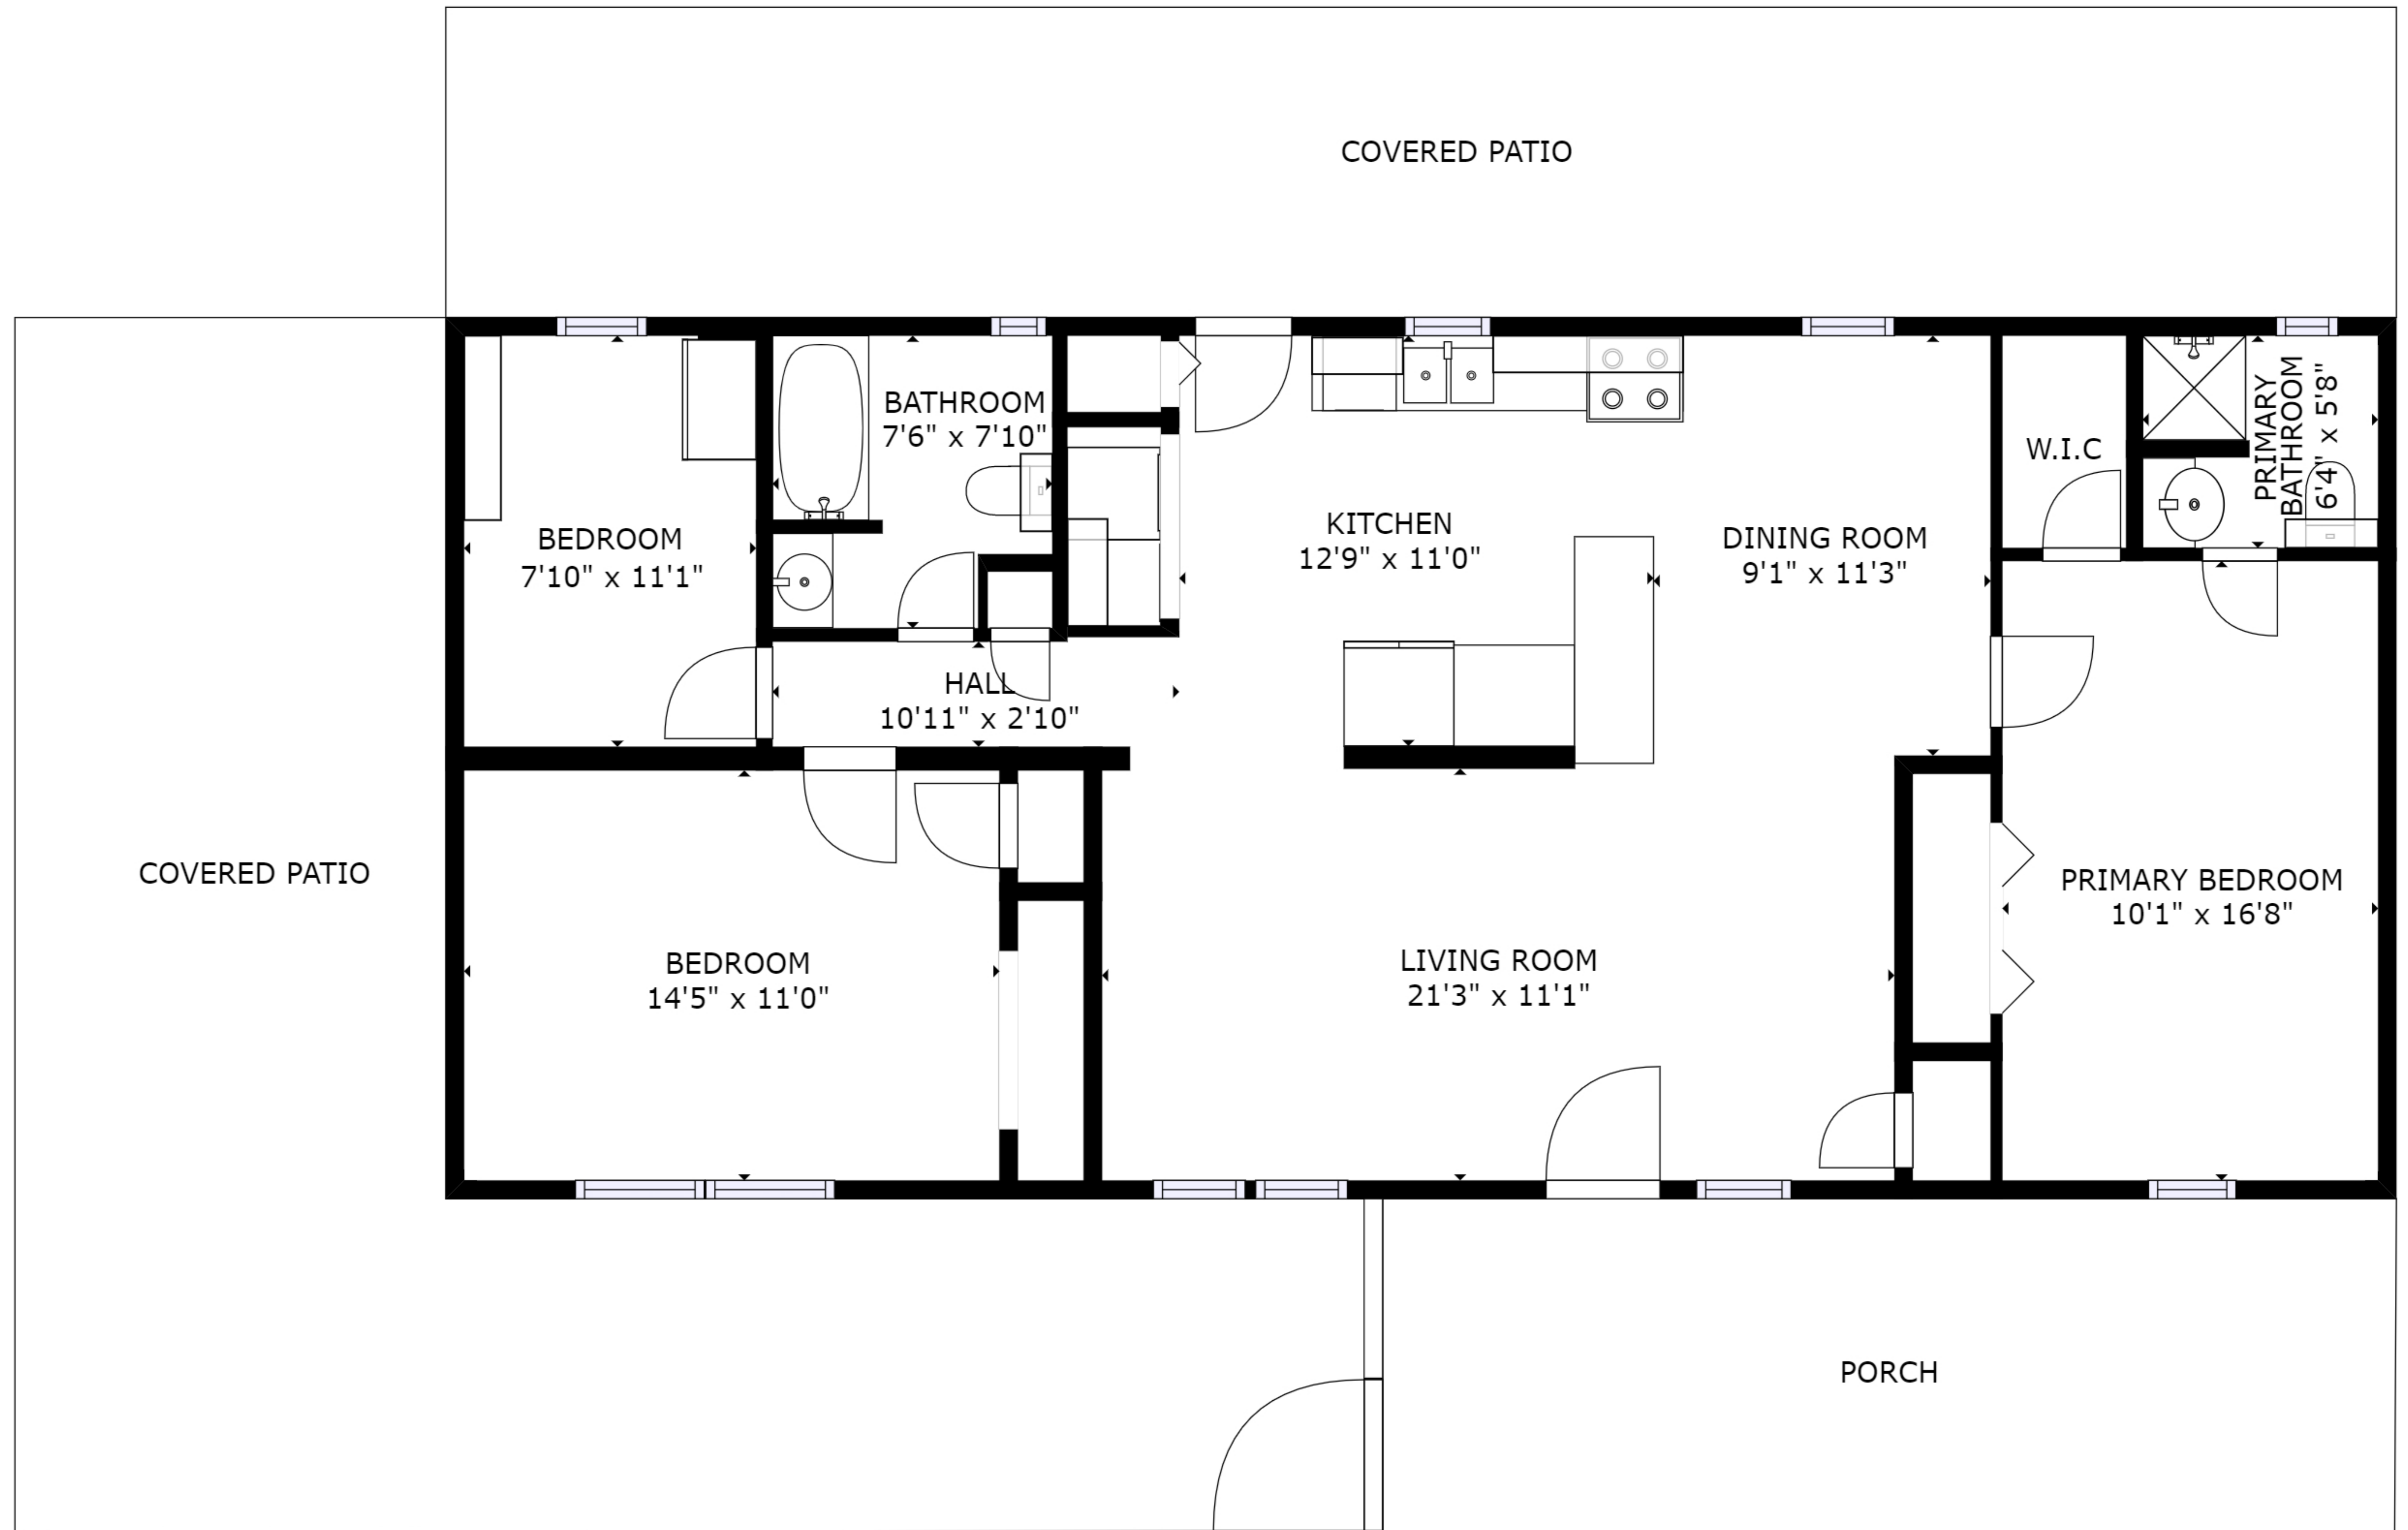 COVERED PATIO
BATHROOM
7'6" x 7'10"
W.I.C
PRIMARY
BATHROOM
6'4" x 5'8"
BEDROOM
7'10" x 11'1"
KITCHEN
12'9" x 11'0"
DINING ROOM
9'1" x 11'3"
HALL
10'11" x 2'10"
COVERED PATIO
PRIMARY BEDROOM
10'1" x 16'8"
BEDROOM
14'5" x 11'0"
LIVING ROOM
21'3" x 11'1"
PORCH